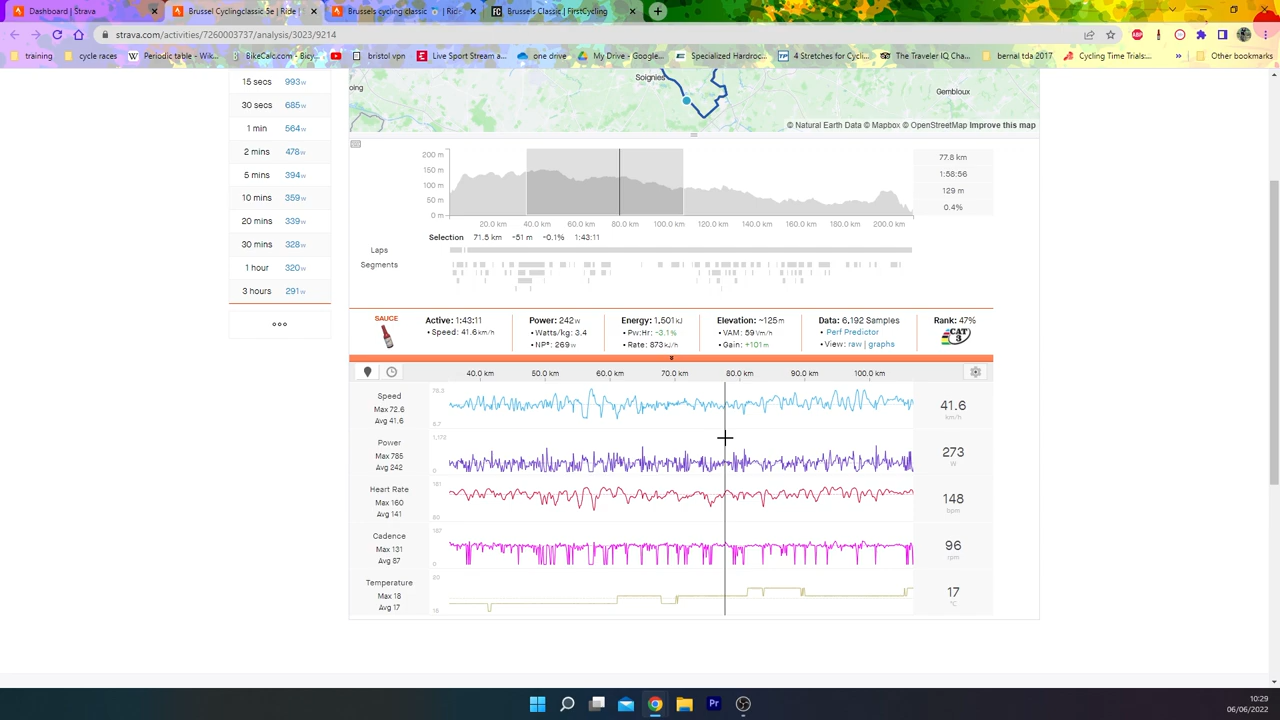 Dashboard | Strava
Brussel Cyclingclassic 5e | Ride |
Brussels cycling classic | Ride
Brussels Classic | FirstCycling
strava.com/activities/7260003737/analysis/3023/9214
training
cycle races
Periodic table – Wik...
BikeCalc.com - Bicy...
bristol vpn
Live Sport Stream a...
one drive
My Drive – Google...
Specialized Hardroc...
4 Stretches for Cycli...
The Traveler IQ Cha...
bernal tda 2017
Cycling Time Trials:...
»
Other bookmarks
15 secs 993w
30 secs 685w
1 min 564w
2 mins 478w
5 mins 394w
10 mins 359w
20 mins 339w
30 mins 328w
1 hour 320w
3 hours 291w
Soignies
Gembloux
© Natural Earth Data © Mapbox © OpenStreetMap Improve this map
200 m
150 m
100 m
50 m
0 m
20.0 km 40.0 km 60.0 km 80.0 km 100.0 km 120.0 km 140.0 km 160.0 km 180.0 km 200.0 km
77.8 km
1:58:56
129 m
0.4%
Selection 71.5 km -51 m -0.1% 1:43:11
Laps
Segments
SAUCE
Active: 1:43:11
• Speed: 41.6km/h
Power: 242w
• Watts/kg: 3.4
• NP®: 269w
Energy: 1,501kJ
• Pw:Hr: -3.1%
• Rate: 873kJ/h
Elevation: ~125m
• VAM: 59Vm/h
• Gain: +101m
Data: 6,192 Samples
• Perf Predictor
• View: raw | graphs
Rank: 47%
CAT 3
40.0 km 50.0 km 60.0 km 70.0 km 80.0 km 90.0 km 100.0 km
Speed
Max 72.6
Avg 41.6
41.6
km/h
Power
Max 785
Avg 242
1,172
0
273
W
Heart Rate
Max 160
Avg 141
148
bpm
Cadence
Max 131
Avg 87
0
96
rpm
Temperature
Max 18
Avg 17
20
17
°C
Pr
10:29
06/06/2022